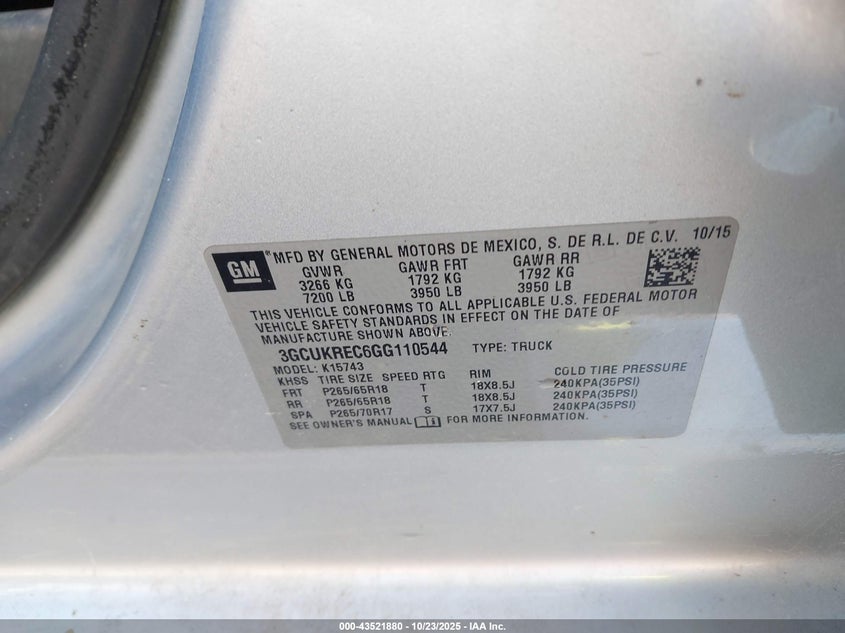 GM® MFD BY GENERAL MOTORS DE MEXICO, S. DE R.L. DE C.V. 10/15
GVWR GAWR FRT GAWR RR
3266 KG 1792 KG 1792 KG
7200 LB 3950 LB 3950 LB
THIS VEHICLE CONFORMS TO ALL APPLICABLE U.S. FEDERAL MOTOR
VEHICLE SAFETY STANDARDS IN EFFECT ON THE DATE OF
MANUFACTURE SHOWN ABOVE.
3GCUKREC6GG110544 TYPE: TRUCK
MODEL: K15743
KHSS TIRE SIZE SPEED RTG RIM COLD TIRE PRESSURE
FRT P265/65R18 T 18X8.5J 240KPA(35PSI)
RR P265/65R18 T 18X8.5J 240KPA(35PSI)
SPA P265/70R17 S 17X7.5J 240KPA(35PSI)
SEE OWNER'S MANUAL FOR MORE INFORMATION.
000-43521880 - 10/23/2025 - IAA Inc.